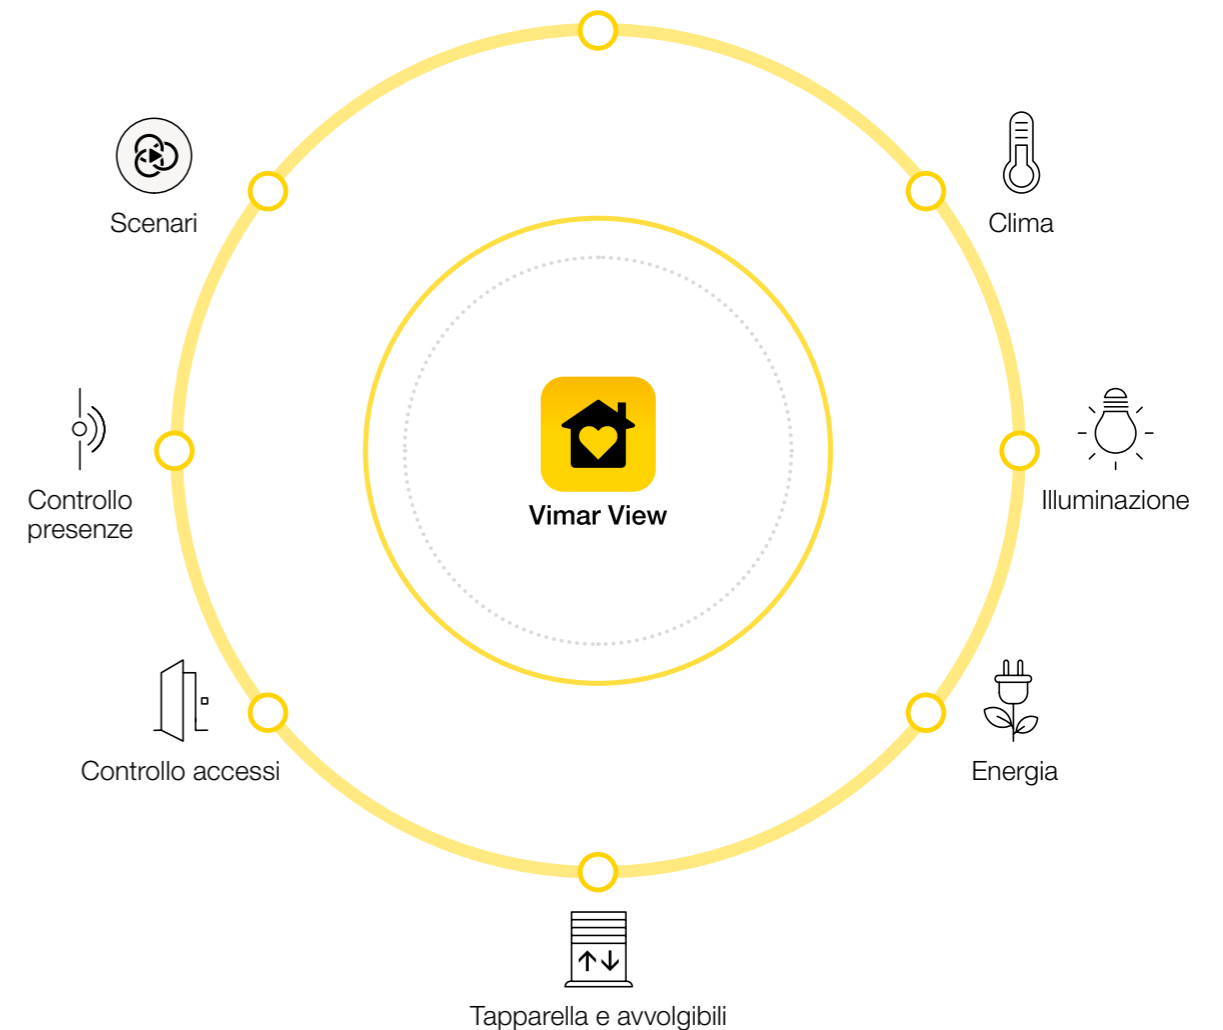 Scenari
Clima
Controllo
presenze
Vimar View
Illuminazione
Controllo accessi
Energia
Tapparella e avvolgibili